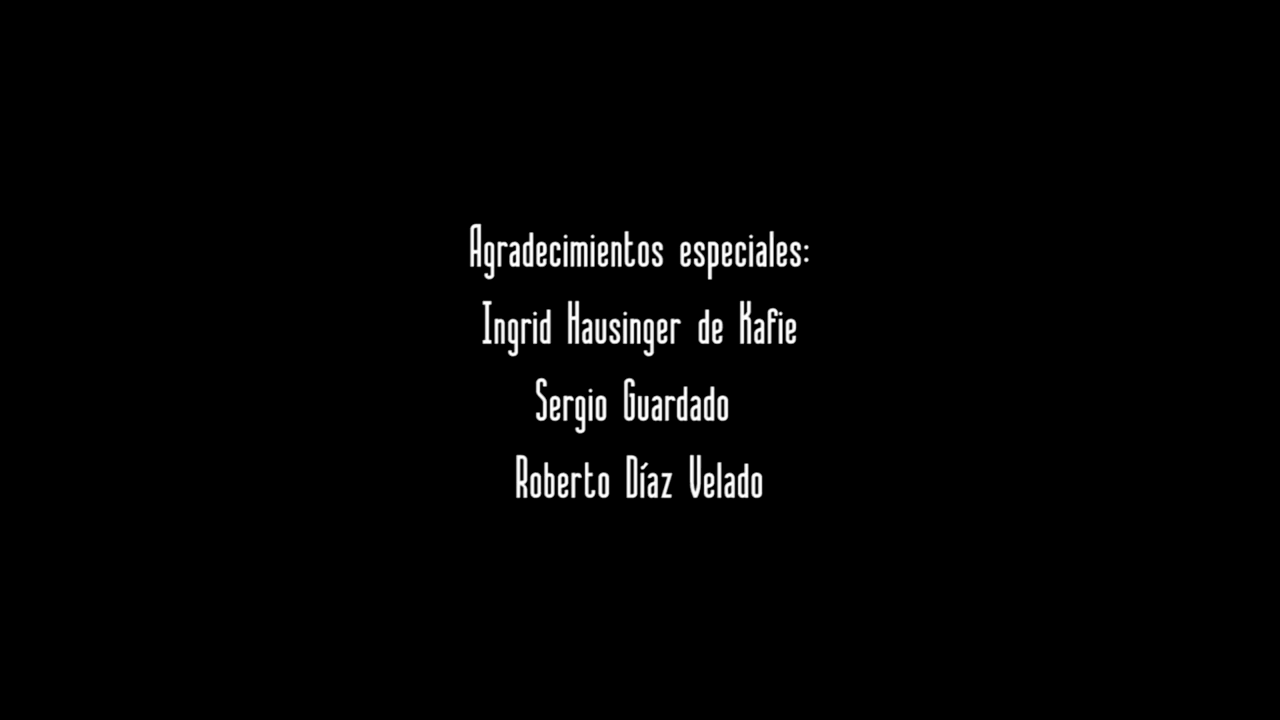 Agradecimientos especiales:
Ingrid Hausinger de Kafie
Sergio Guardado
Roberto Díaz Velado